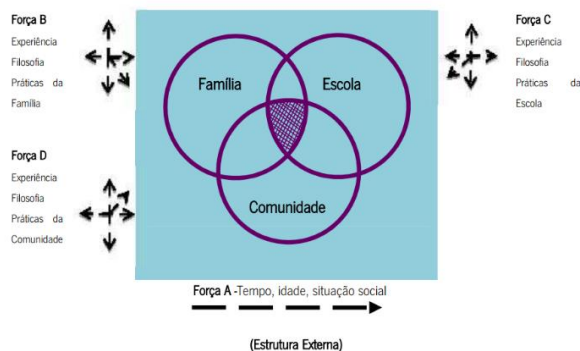 Força B
Experiência
Filosofia
Práticas da
Família
Força C
Experiência
Filosofia
Práticas da
Escola
Família
Escola
Comunidade
Força D
Experiência
Filosofia
Práticas da
Comunidade
Força A -Tempo, idade, situação social
(Estrutura Externa)